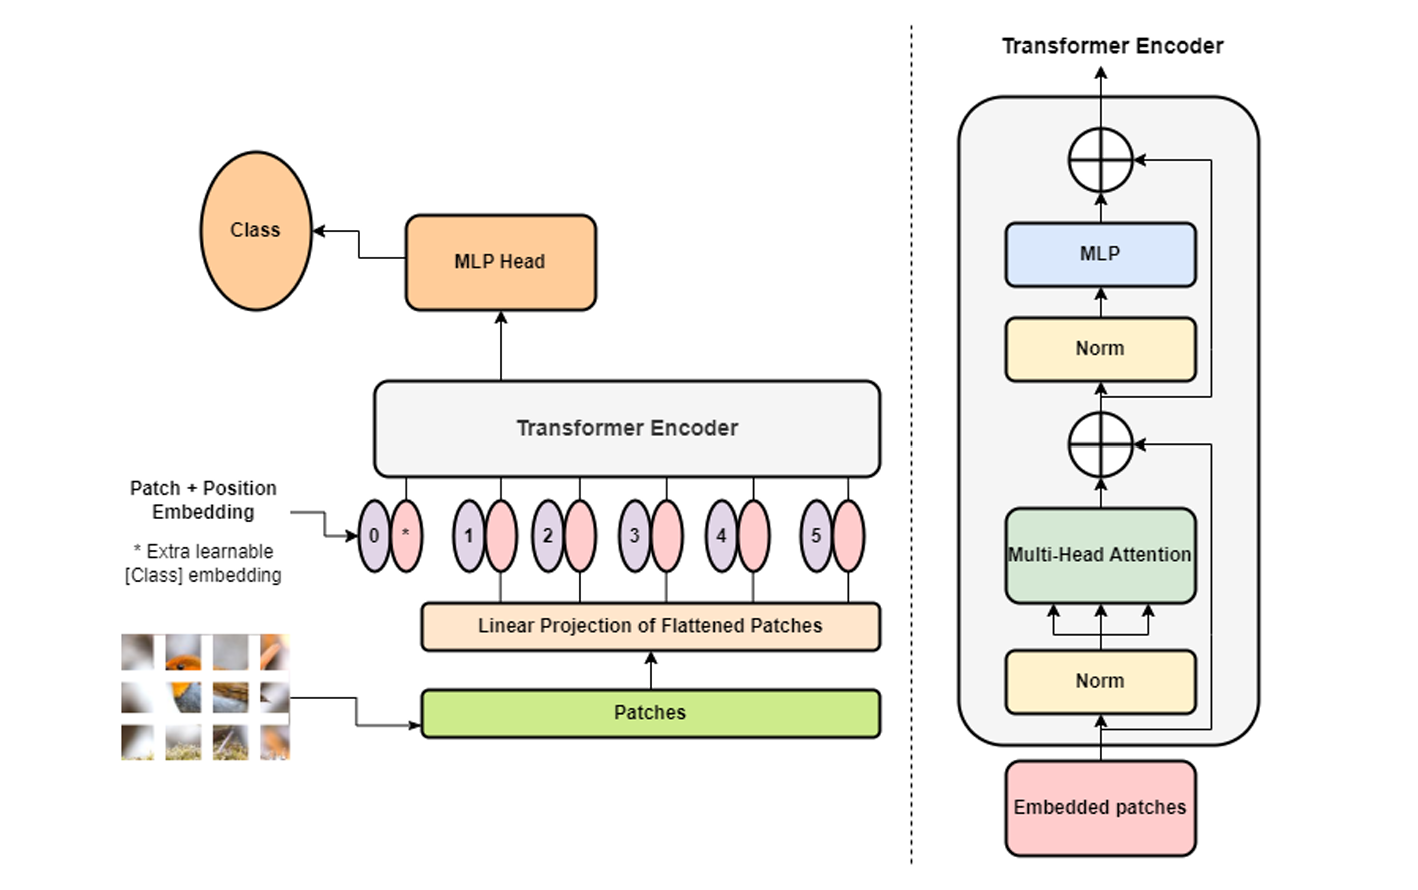 Transformer Encoder
Class
MLP Head
Transformer Encoder
Patch + Position
Embedding
* Extra learnable
[Class] embedding
0 * 1 2 3 4 5
Linear Projection of Flattened Patches
Patches
MLP
Norm
Multi-Head Attention
Norm
Embedded patches